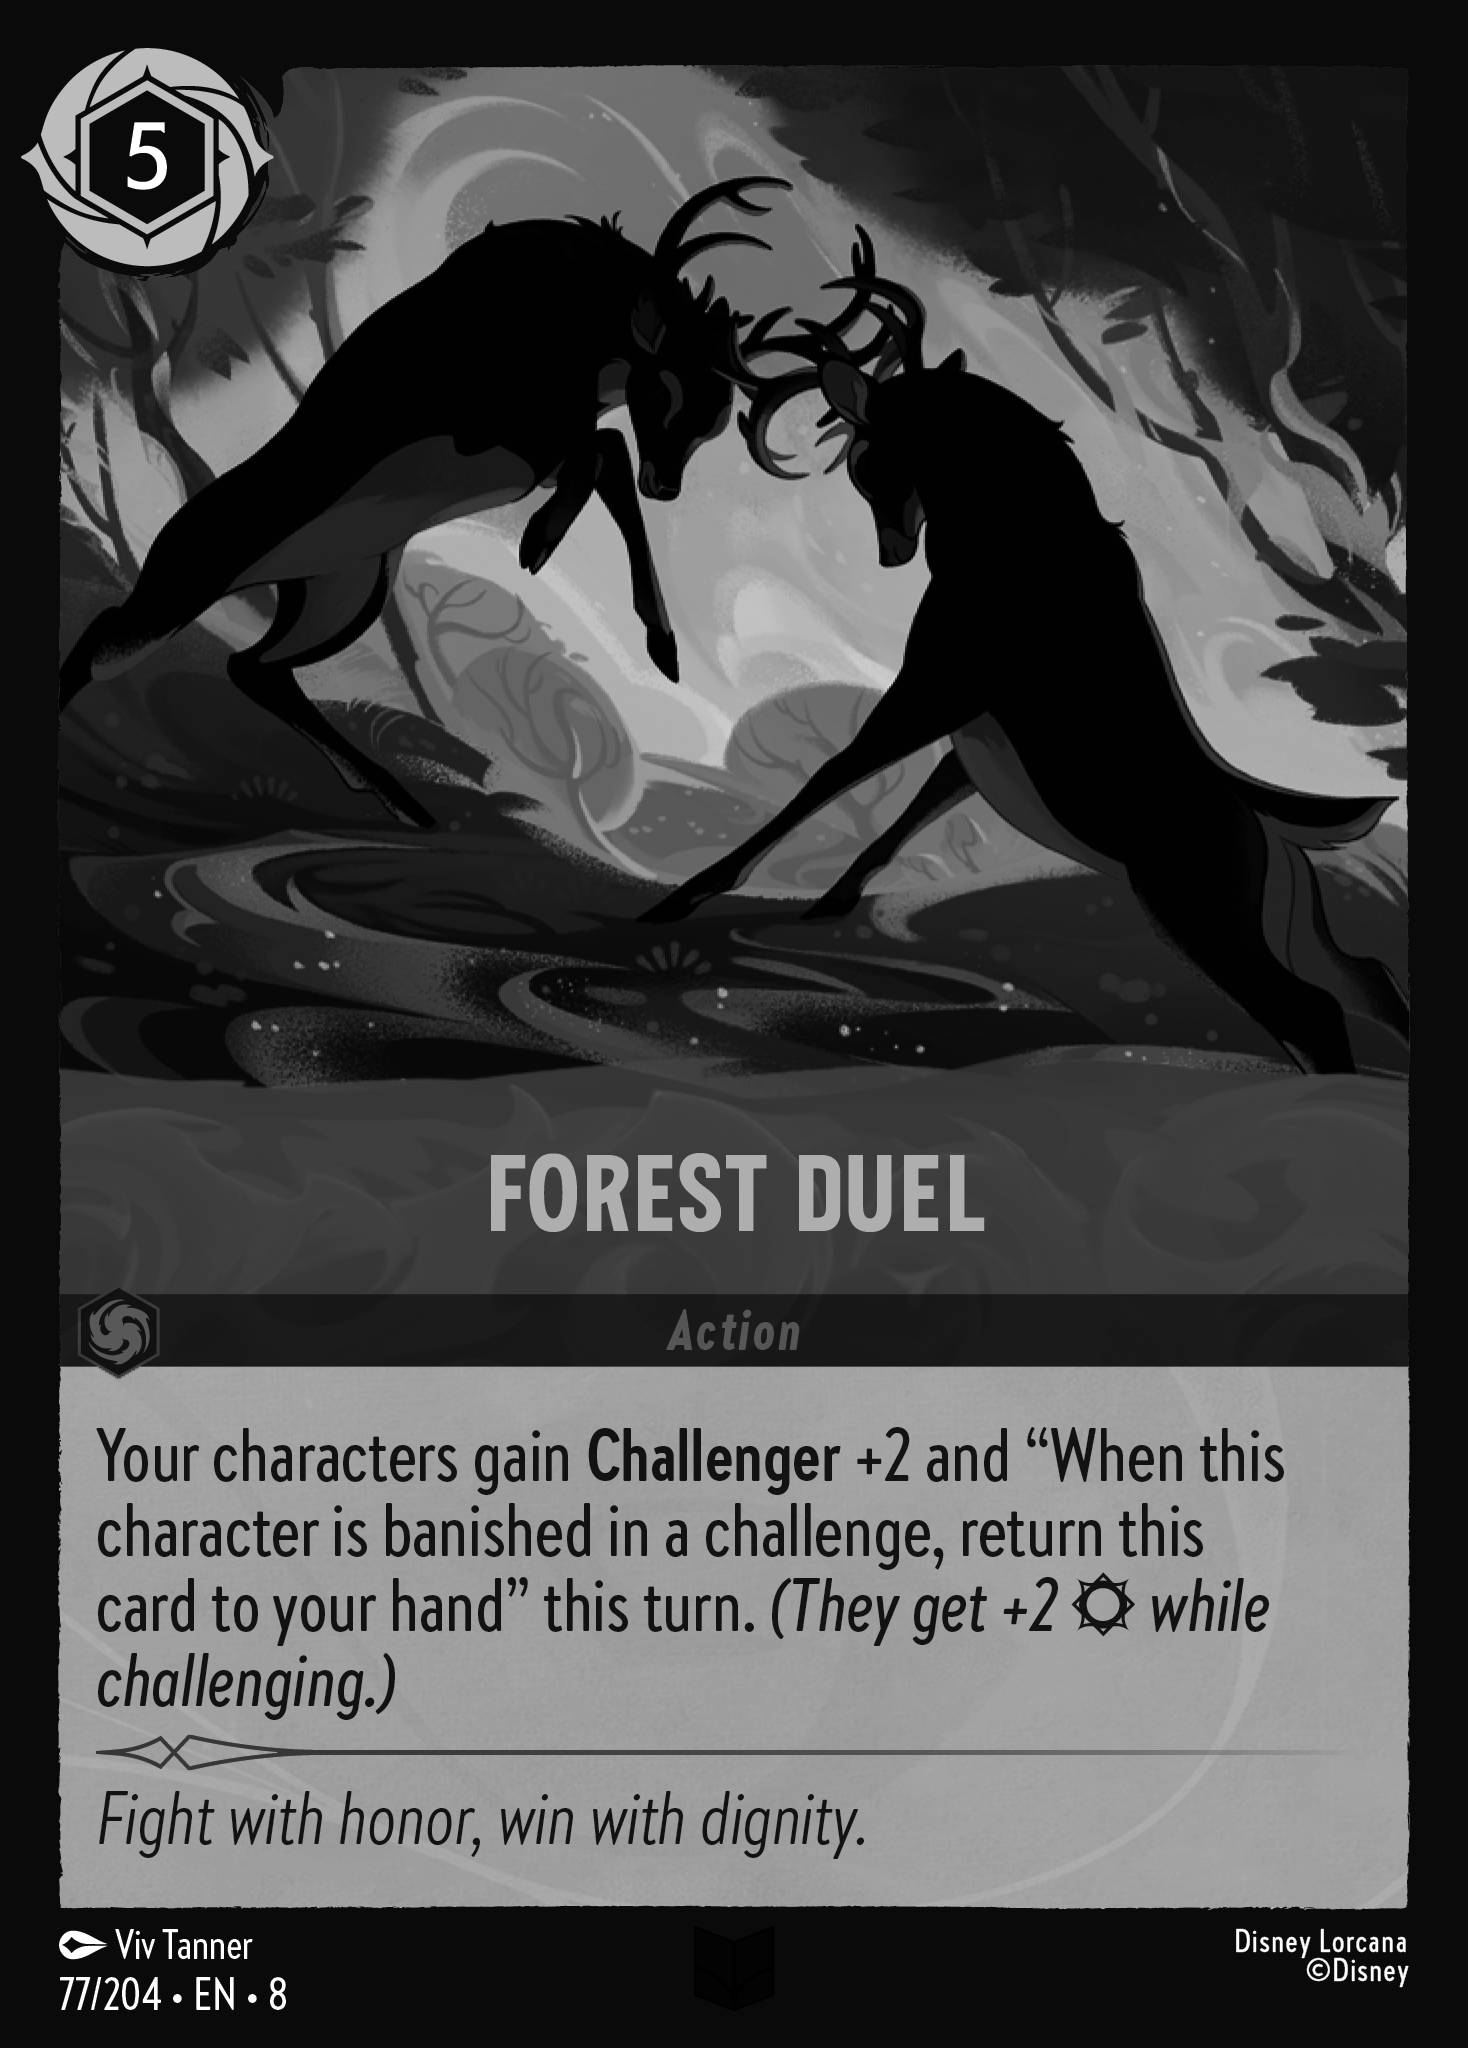 5
FOREST DUEL
Action
Your characters gain Challenger +2 and “When this
character is banished in a challenge, return this
card to your hand” this turn. (They get +2 while
challenging.)
Fight with honor, win with dignity.
Viv Tanner
77/204 • EN • 8
Disney Lorcana
©Disney